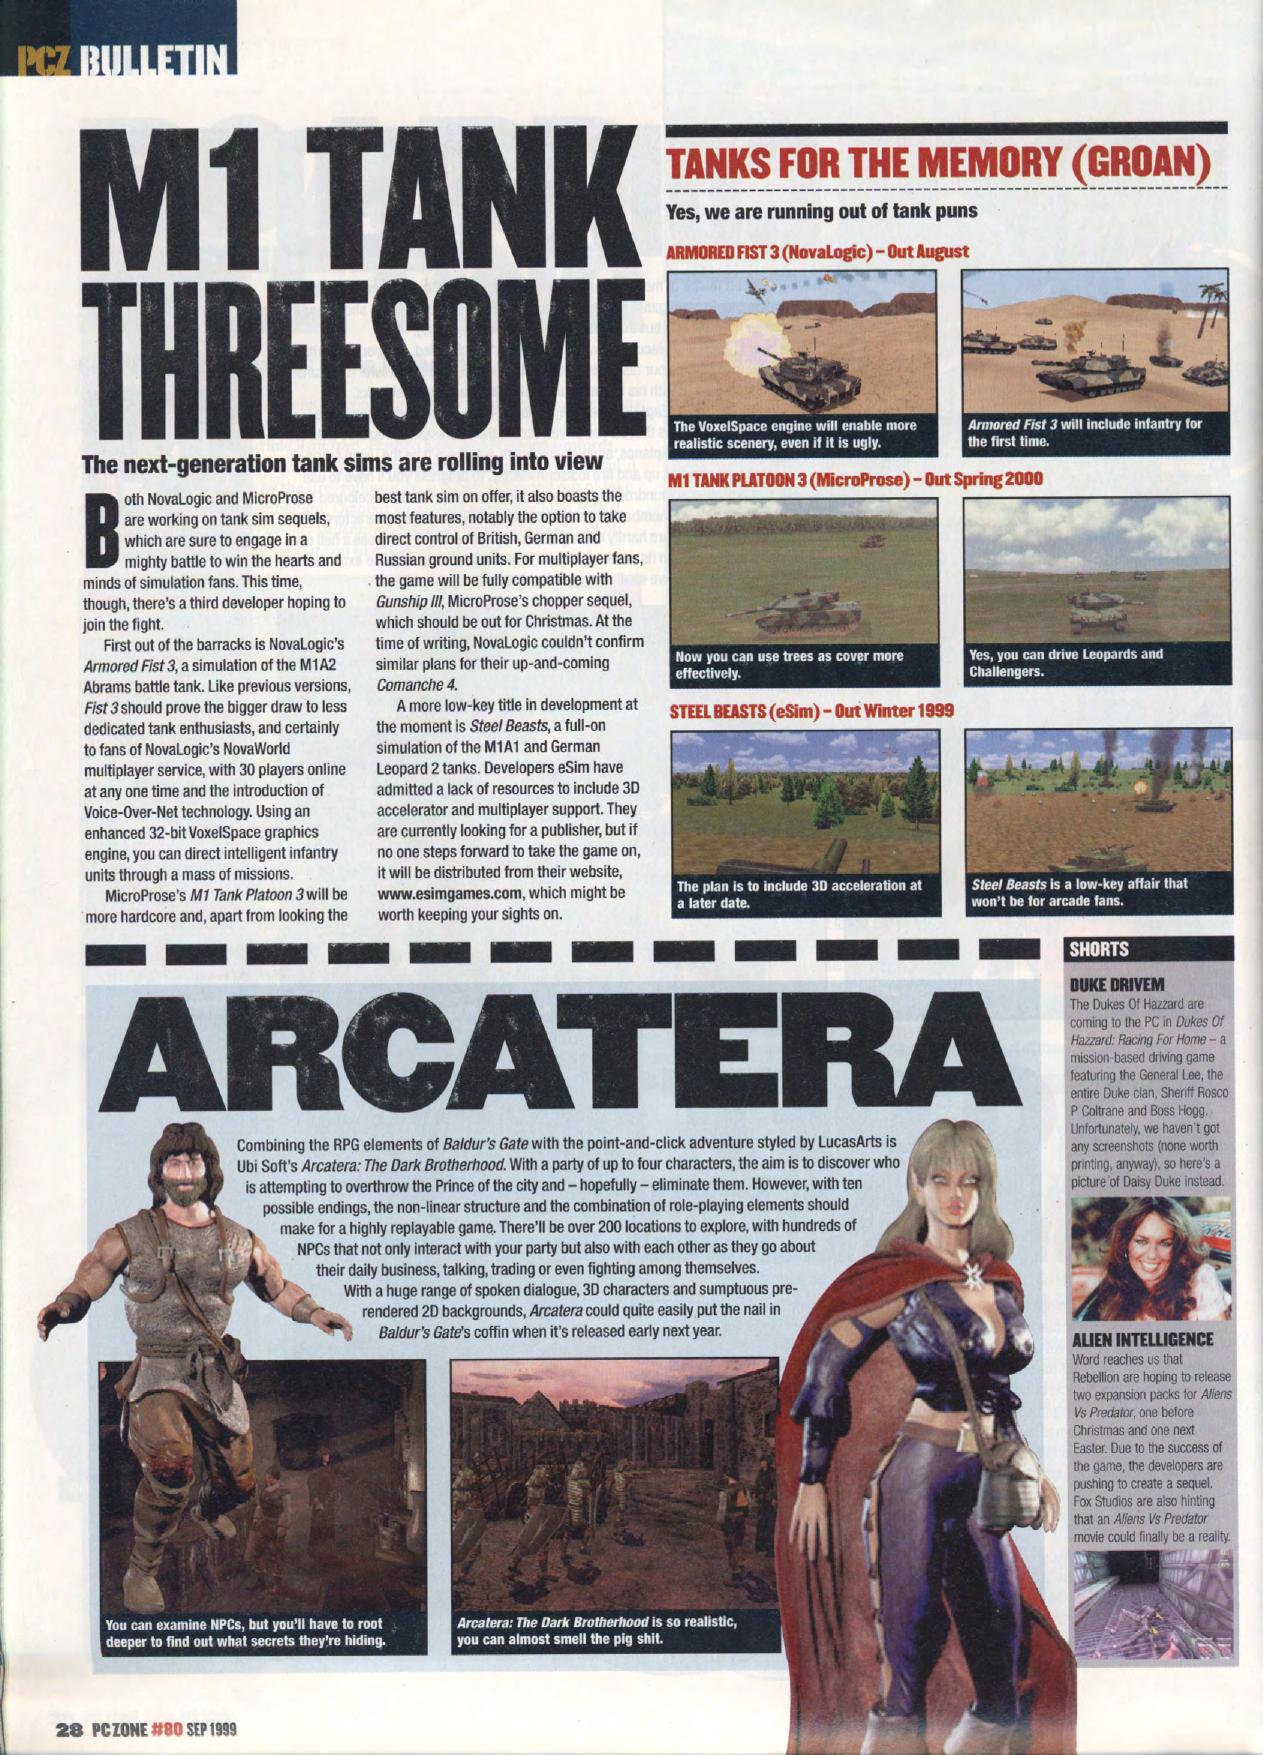 PCZ BULLETIN
M1 TANK
THREESOME
The next-generation tank sims are rolling into view
Both NovaLogic and MicroProse
are working on tank sim sequels,
which are sure to engage in a
mighty battle to win the hearts and
minds of simulation fans. This time,
though, there's a third developer hoping to
join the fight.
First out of the barracks is NovaLogic's
Armored Fist 3, a simulation of the M1A2
Abrams battle tank. Like previous versions,
Fist 3 should prove the bigger draw to less
dedicated tank enthusiasts, and certainly
to fans of NovaLogic's NovaWorld
multiplayer service, with 30 players online
at any one time and the introduction of
Voice-Over-Net technology. Using an
enhanced 32-bit VoxelSpace graphics
engine, you can direct intelligent infantry
units through a mass of missions.
MicroProse's M1 Tank Platoon 3 will be
more hardcore and, apart from looking the
best tank sim on offer, it also boasts the
most features, notably the option to take
direct control of British, German and
Russian ground units. For multiplayer fans,
the game will be fully compatible with
Gunship III, MicroProse's chopper sequel,
which should be out for Christmas. At the
time of writing, NovaLogic couldn't confirm
similar plans for their up-and-coming
Comanche 4.
A more low-key title in development at
the moment is Steel Beasts, a full-on
simulation of the M1A1 and German
Leopard 2 tanks. Developers eSim have
admitted a lack of resources to include 3D
accelerator and multiplayer support. They
are currently looking for a publisher, but if
no one steps forward to take the game on,
it will be distributed from their website,
www.esimgames.com, which might be
worth keeping your sights on.
TANKS FOR THE MEMORY (GROAN)
Yes, we are running out of tank puns
ARMORED FIST 3 (NovaLogic) – Out August
The VoxelSpace engine will enable more
realistic scenery, even if it is ugly.
Armored Fist 3 will include infantry for
the first time.
M1 TANK PLATOON 3 (MicroProse) – Out Spring 2000
Now you can use trees as cover more
effectively.
Yes, you can drive Leopards and
Challengers.
STEEL BEASTS (eSim) – Out Winter 1999
The plan is to include 3D acceleration at
a later date.
Steel Beasts is a low-key affair that
won't be for arcade fans.
ARCATERA
Combining the RPG elements of Baldur's Gate with the point-and-click adventure styled by LucasArts is
Ubi Soft's Arcatera: The Dark Brotherhood. With a party of up to four characters, the aim is to discover who
is attempting to overthrow the Prince of the city and – hopefully – eliminate them. However, with ten
possible endings, the non-linear structure and the combination of role-playing elements should
make for a highly replayable game. There'll be over 200 locations to explore, with hundreds of
NPCs that not only interact with your party but also with each other as they go about
their daily business, talking, trading or even fighting among themselves.
With a huge range of spoken dialogue, 3D characters and sumptuous pre-
rendered 2D backgrounds, Arcatera could quite easily put the nail in
Baldur's Gate's coffin when it's released early next year.
You can examine NPCs, but you'll have to root
deeper to find out what secrets they're hiding.
Arcatera: The Dark Brotherhood is so realistic,
you can almost smell the pig shit.
SHORTS
DUKE DRIVEM
The Dukes Of Hazzard are
coming to the PC in Dukes Of
Hazzard: Racing For Home – a
mission-based driving game
featuring the General Lee, the
entire Duke clan, Sheriff Rosco
P Coltrane and Boss Hogg.
Unfortunately, we haven't got
any screenshots (none worth
printing, anyway), so here's a
picture of Daisy Duke instead.
ALIEN INTELLIGENCE
Word reaches us that
Rebellion are hoping to release
two expansion packs for Aliens
Vs Predator, one before
Christmas and one next
Easter. Due to the success of
the game, the developers are
pushing to create a sequel.
Fox Studios are also hinting
that an Aliens Vs Predator
movie could finally be a reality.
28 PC ZONE #80 SEP 1999